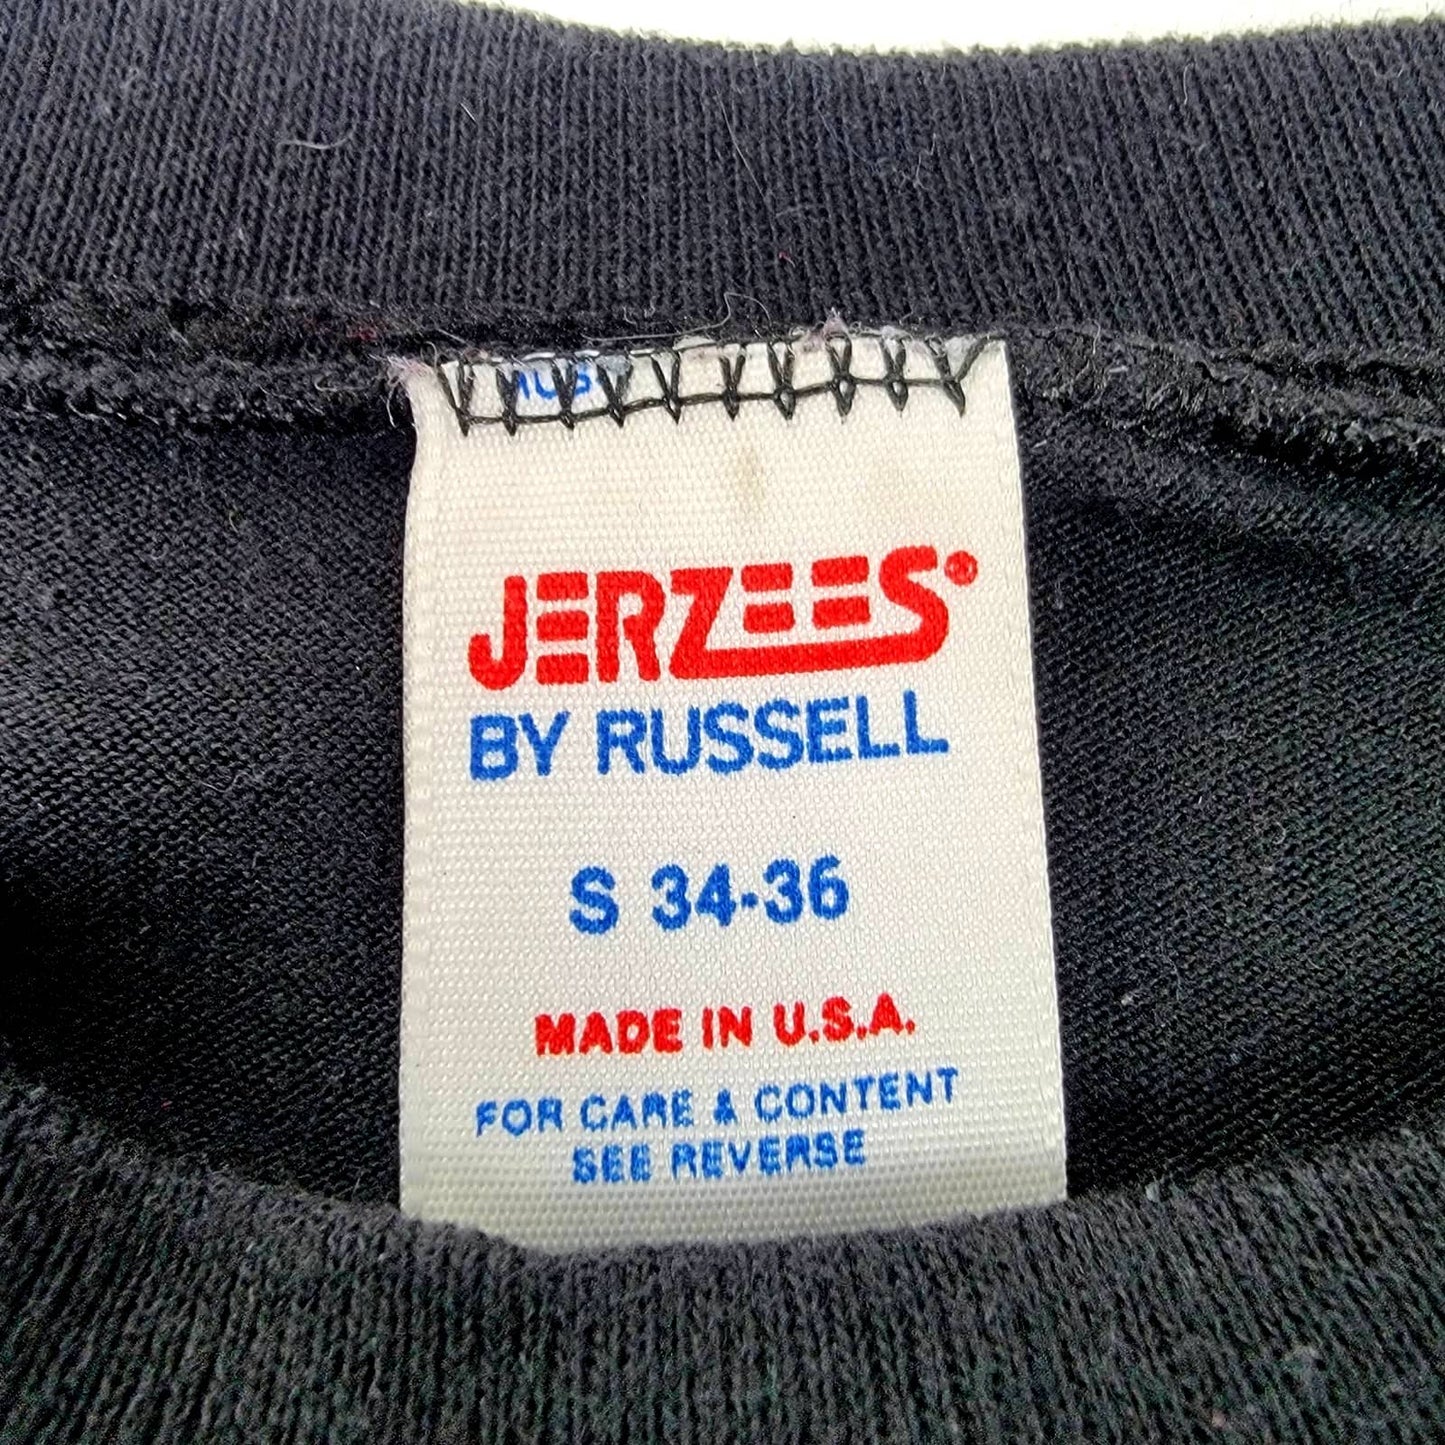 JERZEES®
BY RUSSELL
S 34-36
MADE IN U.S.A.
FOR CARE & CONTENT
SEE REVERSE